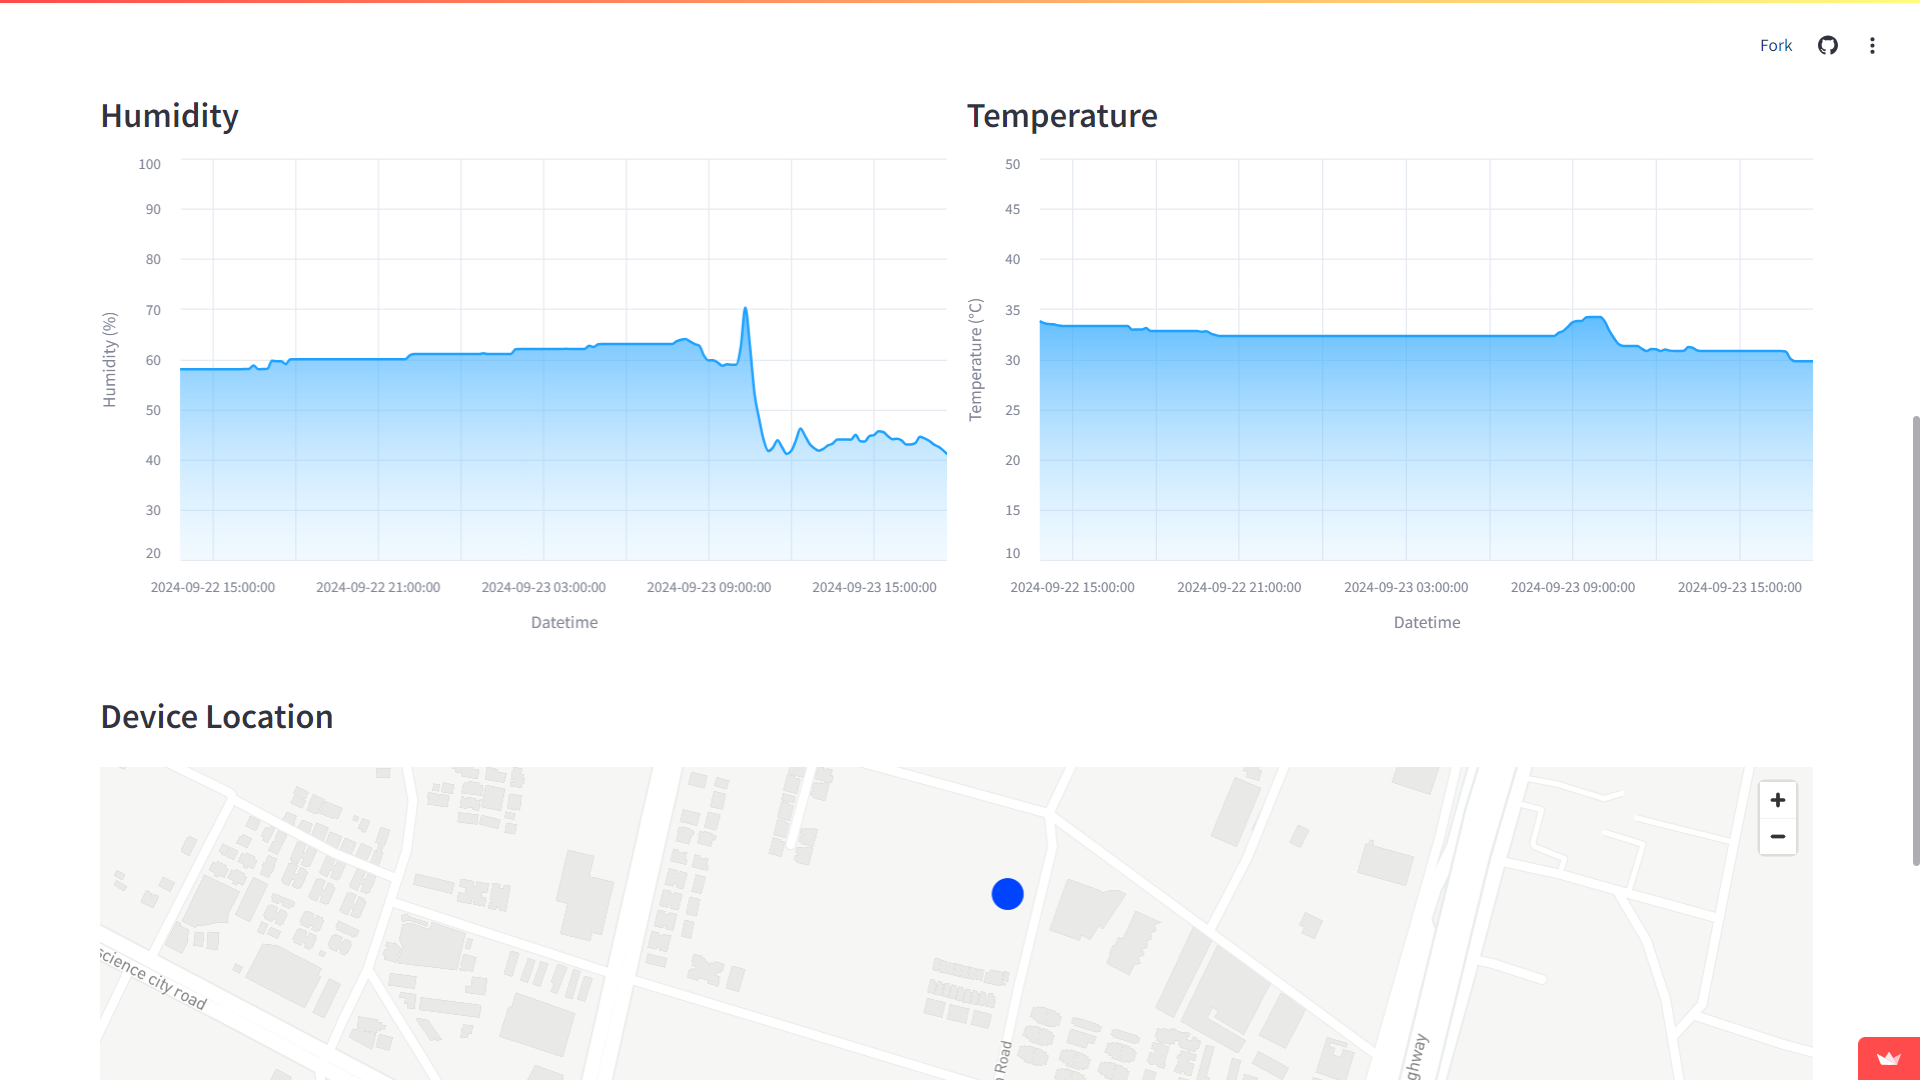 Fork
Humidity
Temperature
100
90
80
70
60
50
40
30
20
Humidity (%)
2024-09-22 15:00:00
2024-09-22 21:00:00
2024-09-23 03:00:00
2024-09-23 09:00:00
2024-09-23 15:00:00
Datetime
50
45
40
35
30
25
20
15
10
Temperature (°C)
2024-09-22 15:00:00
2024-09-22 21:00:00
2024-09-23 03:00:00
2024-09-23 09:00:00
2024-09-23 15:00:00
Datetime
Device Location
+
−
science city road
Road
ghway